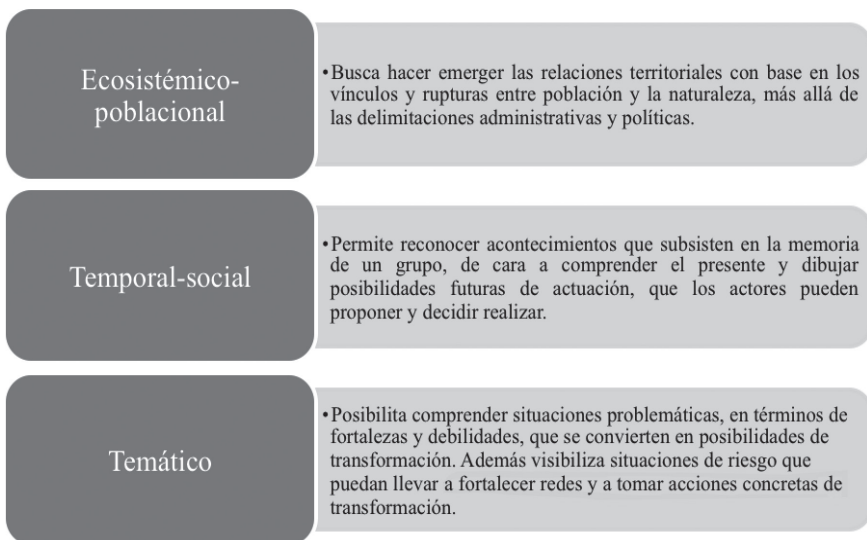 Ecosistémico-
poblacional
•Busca hacer emerger las relaciones territoriales con base en los
vínculos y rupturas entre población y la naturaleza, más allá de
las delimitaciones administrativas y políticas.
Temporal-social
•Permite reconocer acontecimientos que subsisten en la memoria
de un grupo, de cara a comprender el presente y dibujar
posibilidades futuras de actuación, que los actores pueden
proponer y decidir realizar.
Temático
•Posibilita comprender situaciones problemáticas, en términos de
fortalezas y debilidades, que se convierten en posibilidades de
transformación. Además visibiliza situaciones de riesgo que
puedan llevar a fortalecer redes y a tomar acciones concretas de
transformación.